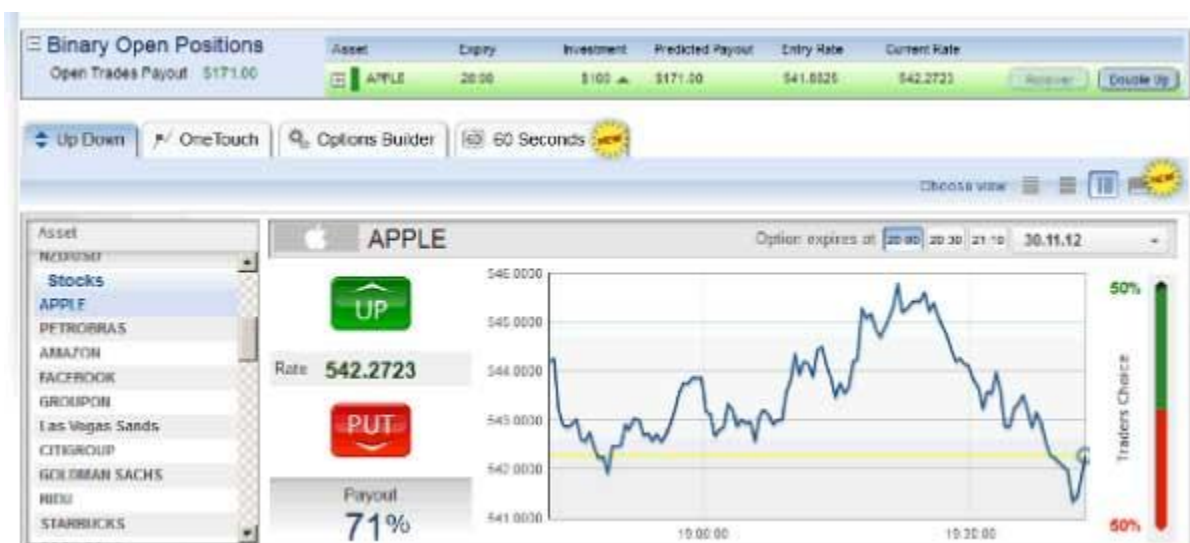 Binary Open Positions
Open Trades Payout $171.00
Asset Expiry Investment Predicted Payout Entry Rate Current Rate
APPLE 20:00 $100 $171.00 542.2723 Double Up
Up Down OneTouch Options Builder 60 Seconds NEW
Choose view NEW
Asset
NZD/USD
Stocks
APPLE
PETROBRAS
AMAZON
FACEBOOK
GROUPON
Las Vegas Sands
CITIGROUP
GOLDMAN SACHS
BIDU
STARBUCKS
APPLE
Option expires at 20:00 20:30 21:10 30.11.12
UP
Rate 542.2723
PUT
Payout
71%
546.0000
545.0000
544.0000
543.0000
542.0000
541.0000
19:00:00 19:30:00
50%
Traders Choice
50%